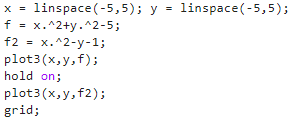 x = linspace(-5,5); y = linspace(-5,5);
f = x.^2+y.^2-5;
f2 = x.^2-y-1;
plot3(x,y,f);
hold on;
plot3(x,y,f2);
grid;